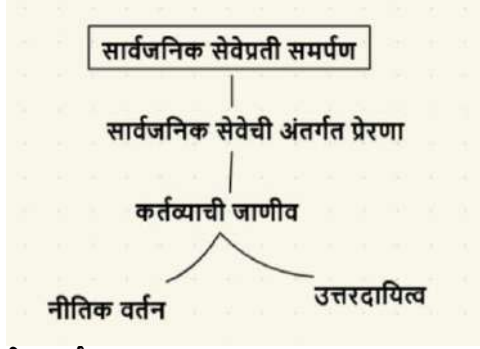 सार्वजनिक सेवेप्रती समर्पण
सार्वजनिक सेवेची अंतर्गत प्रेरणा
कर्तव्याची जाणीव
नीतिक वर्तन
उत्तरदायित्व